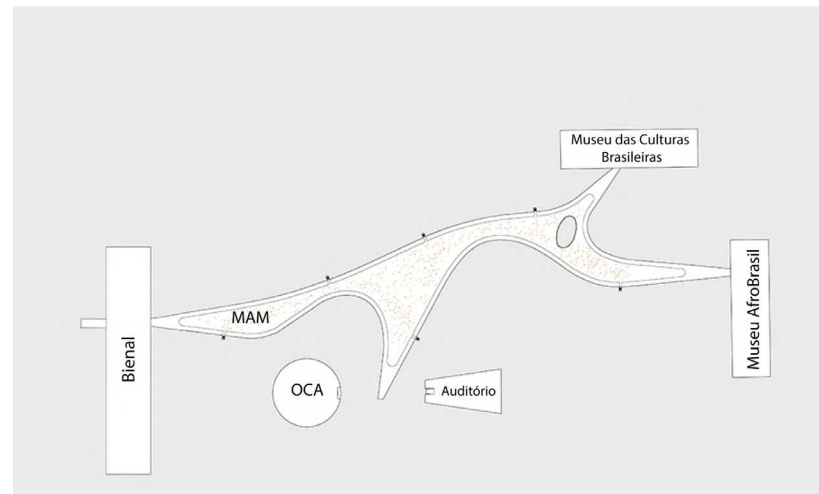 Museu das Culturas
Brasileiras
Museu AfroBrasil
MAM
Bienal
OCA
Auditório